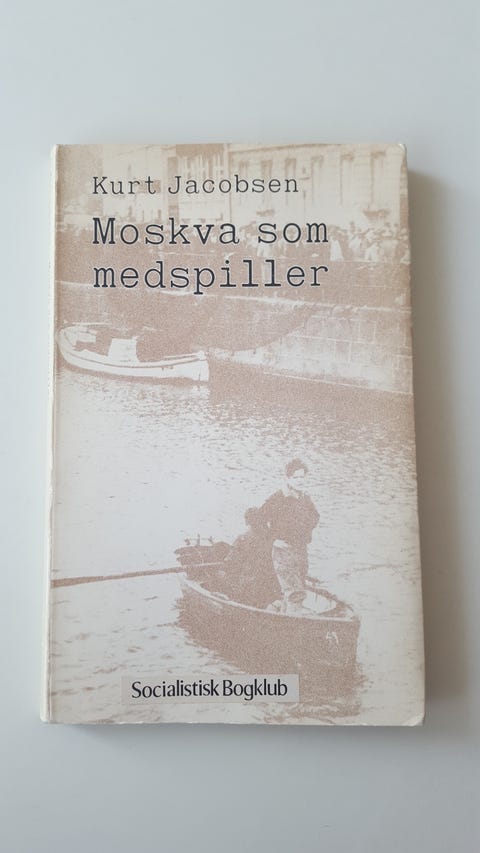 Kurt Jacobsen
Moskva som
medspiller
Socialistisk Bogklub